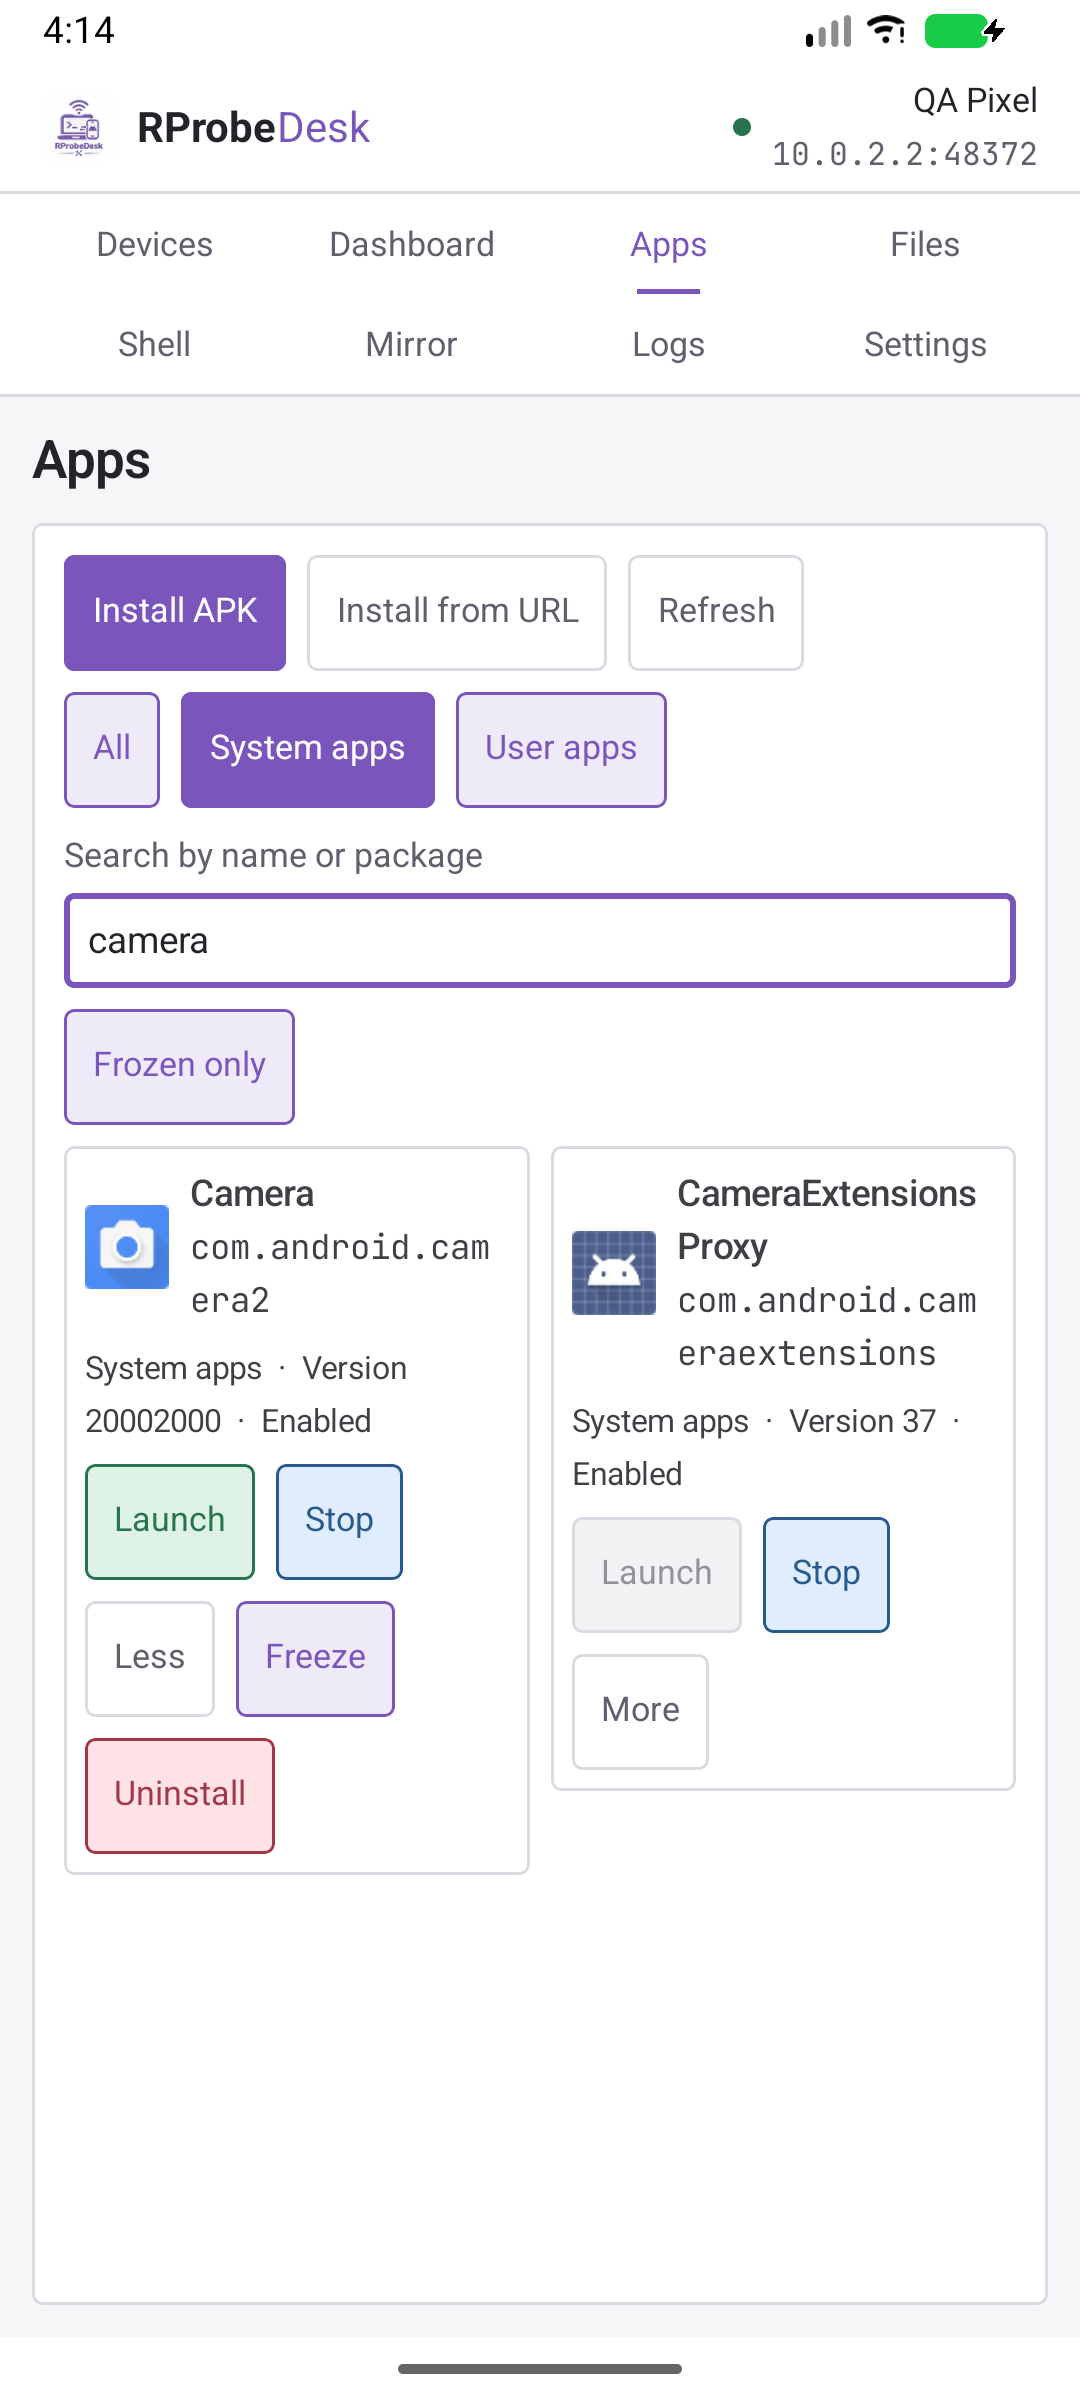 4:14
RProbeDesk
RProbeDesk
QA Pixel
10.0.2.2:48372
Devices
Dashboard
Apps
Files
Shell
Mirror
Logs
Settings
Apps
Install APK
Install from URL
Refresh
All
System apps
User apps
Search by name or package
camera
Frozen only
Camera
com.android.cam
era2
System apps · Version
20002000 · Enabled
Launch
Stop
Less
Freeze
Uninstall
CameraExtensions
Proxy
com.android.cam
eraextensions
System apps · Version 37 ·
Enabled
Launch
Stop
More